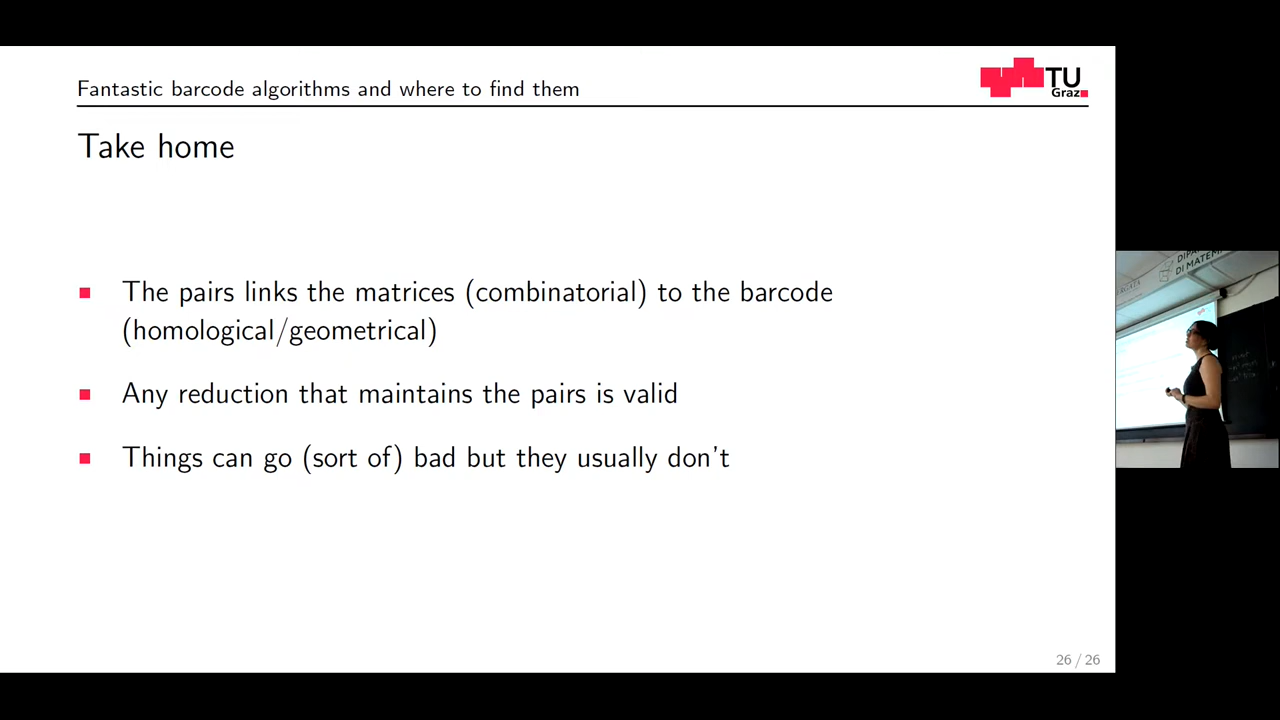 Fantastic barcode algorithms and where to find them
TU
Graz
Take home
The pairs links the matrices (combinatorial) to the barcode
(homological/geometrical)
Any reduction that maintains the pairs is valid
Things can go (sort of) bad but they usually don't
26 / 26
DI MATEM